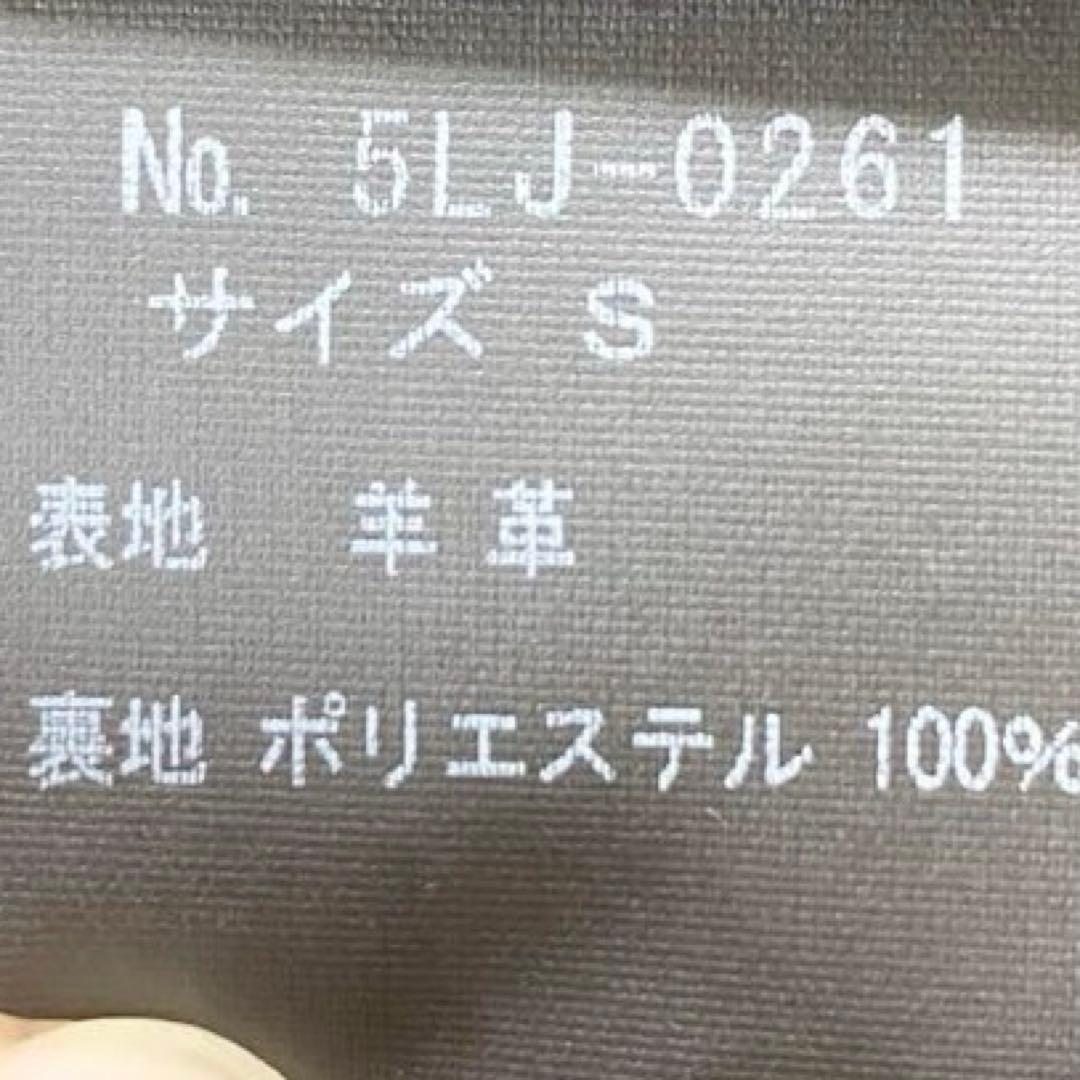 No. 5LJ-0261
サイズ S
表地 羊革
裏地 ポリエステル 100%